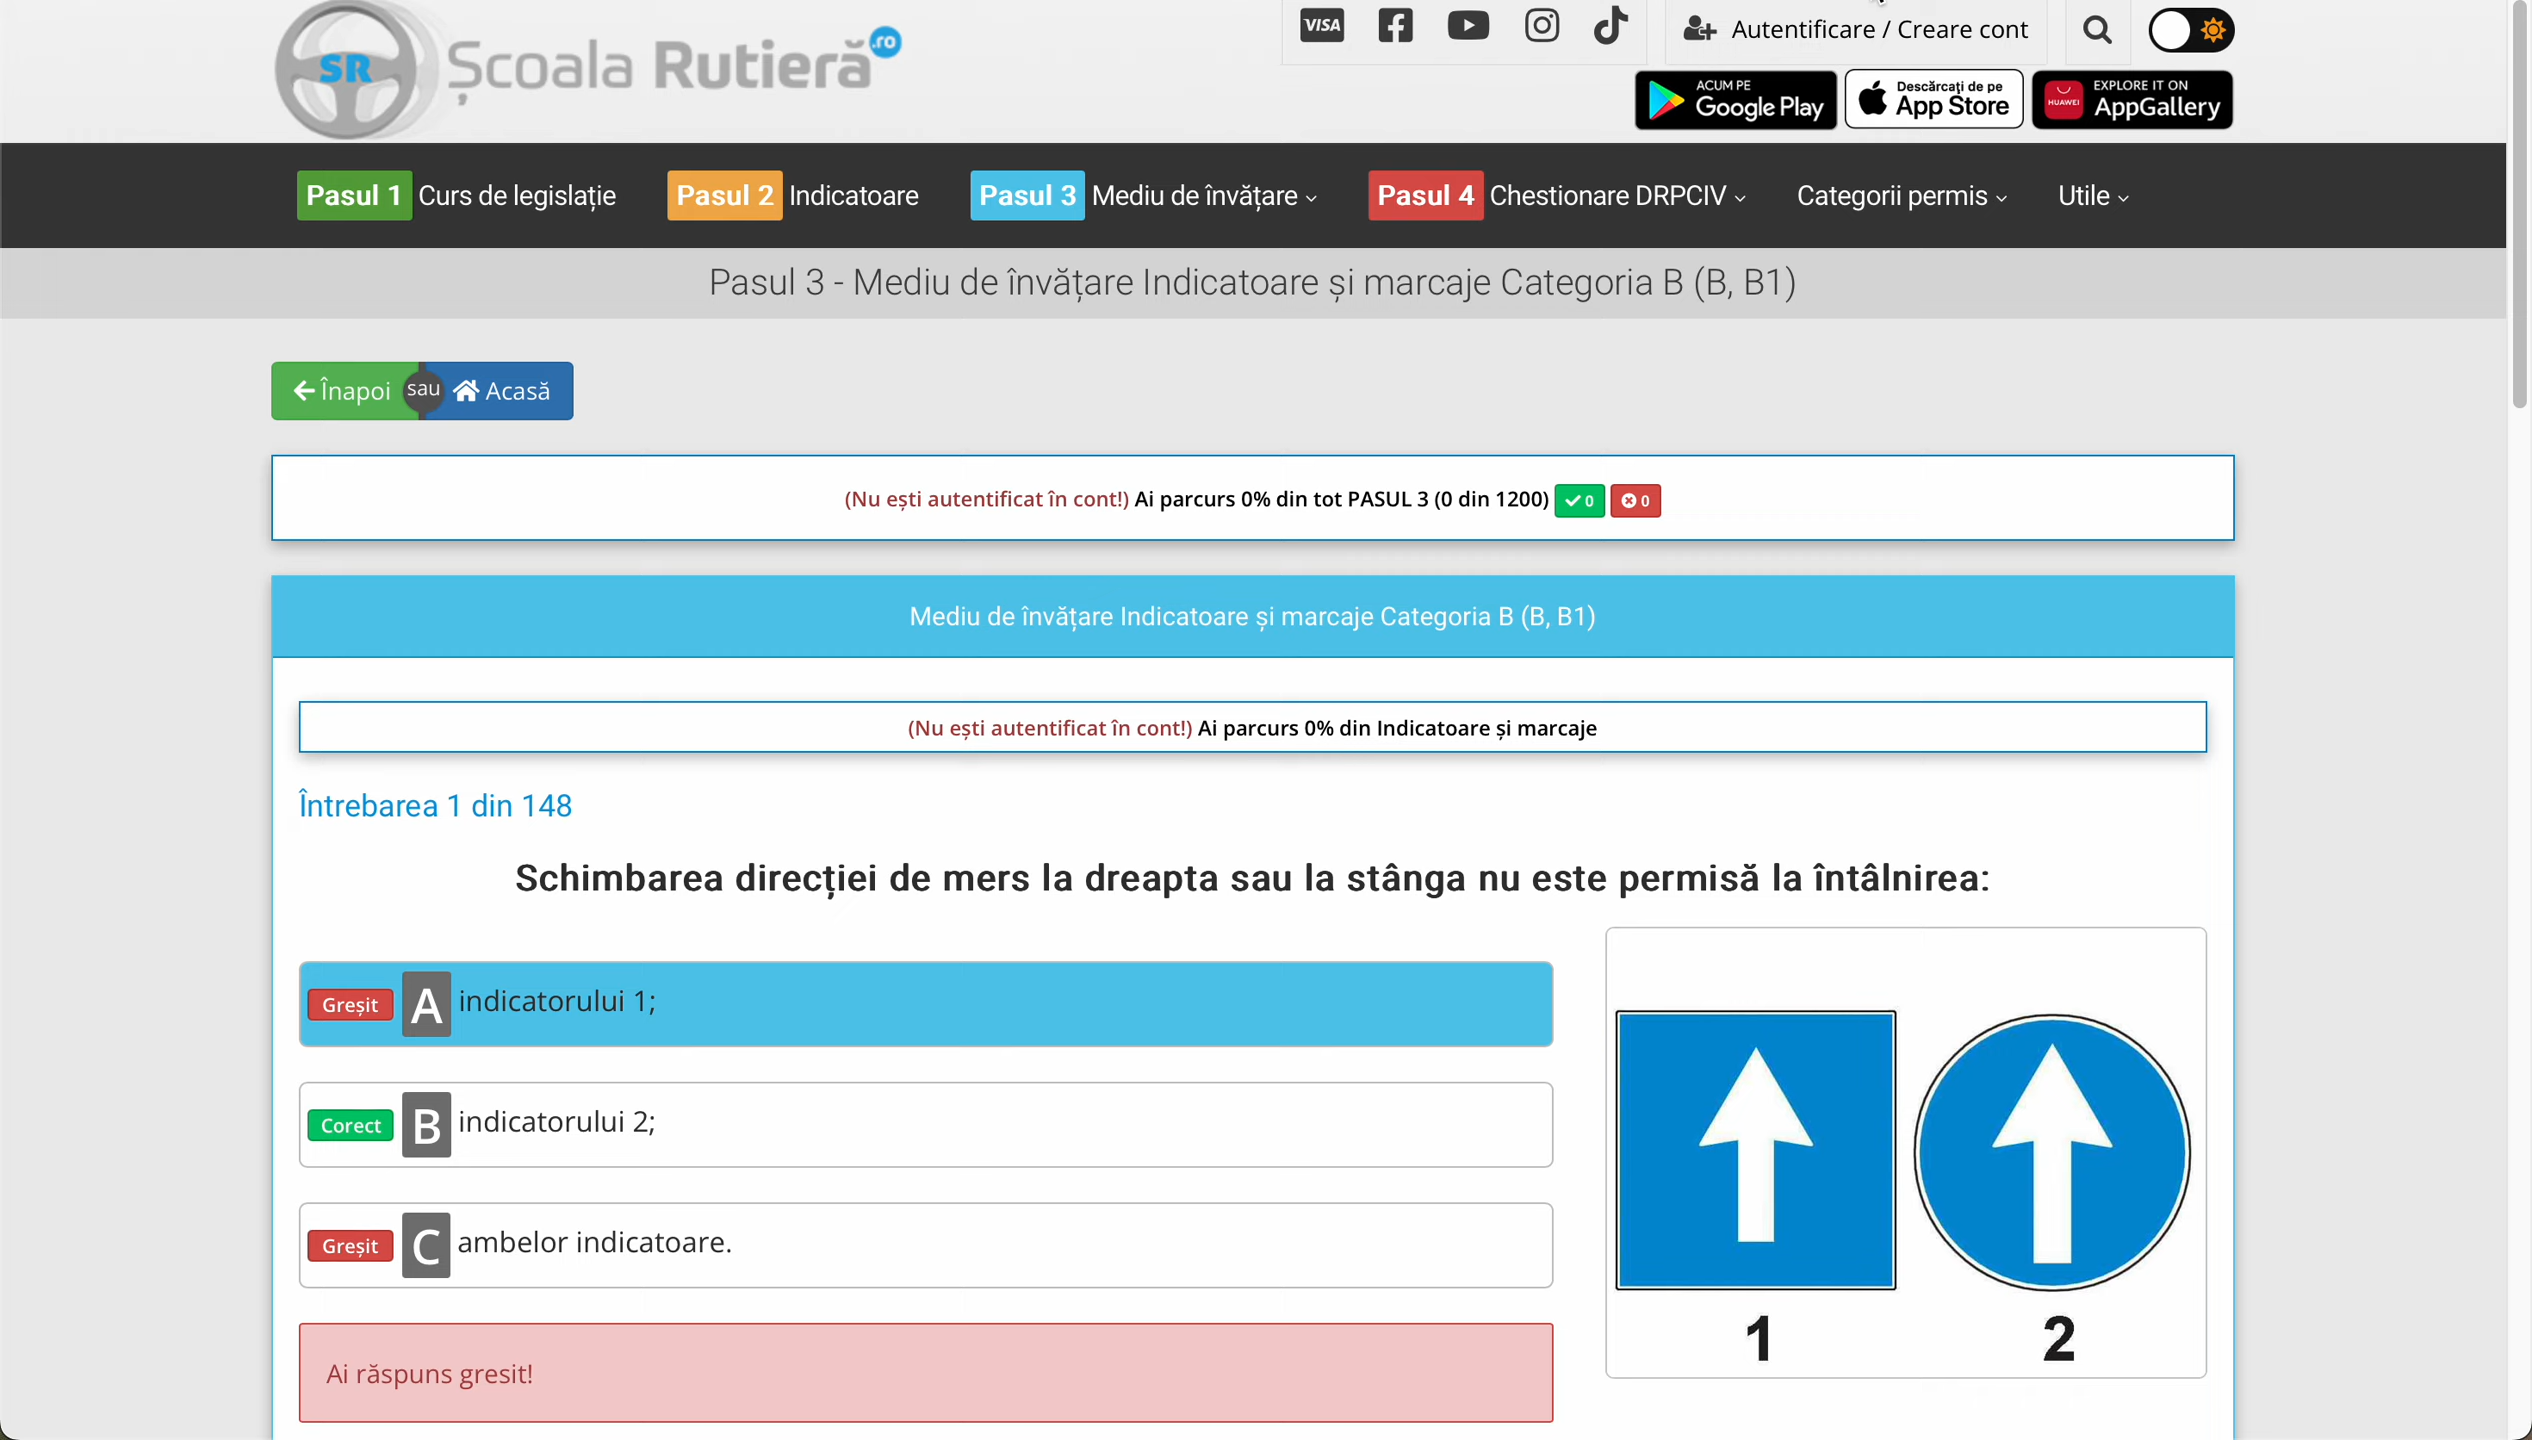 SR Școala Rutieră .ro
VISA
Autentificare / Creare cont
ACUM PE
Google Play
Descărcați de pe
App Store
HUAWEI
EXPLORE IT ON
AppGallery
Pasul 1 Curs de legislație
Pasul 2 Indicatoare
Pasul 3 Mediu de învățare
Pasul 4 Chestionare DRPCIV
Categorii permis
Utile
Pasul 3 - Mediu de învățare Indicatoare și marcaje Categoria B (B, B1)
Înapoi sau Acasă
(Nu ești autentificat în cont!) Ai parcurs 0% din tot PASUL 3 (0 din 1200) 0 0
Mediu de învățare Indicatoare și marcaje Categoria B (B, B1)
(Nu ești autentificat în cont!) Ai parcurs 0% din Indicatoare și marcaje
Întrebarea 1 din 148
Schimbarea direcției de mers la dreapta sau la stânga nu este permisă la întâlnirea:
Greșit A indicatorului 1;
Corect B indicatorului 2;
Greșit C ambelor indicatoare.
1 2
Ai răspuns gresit!